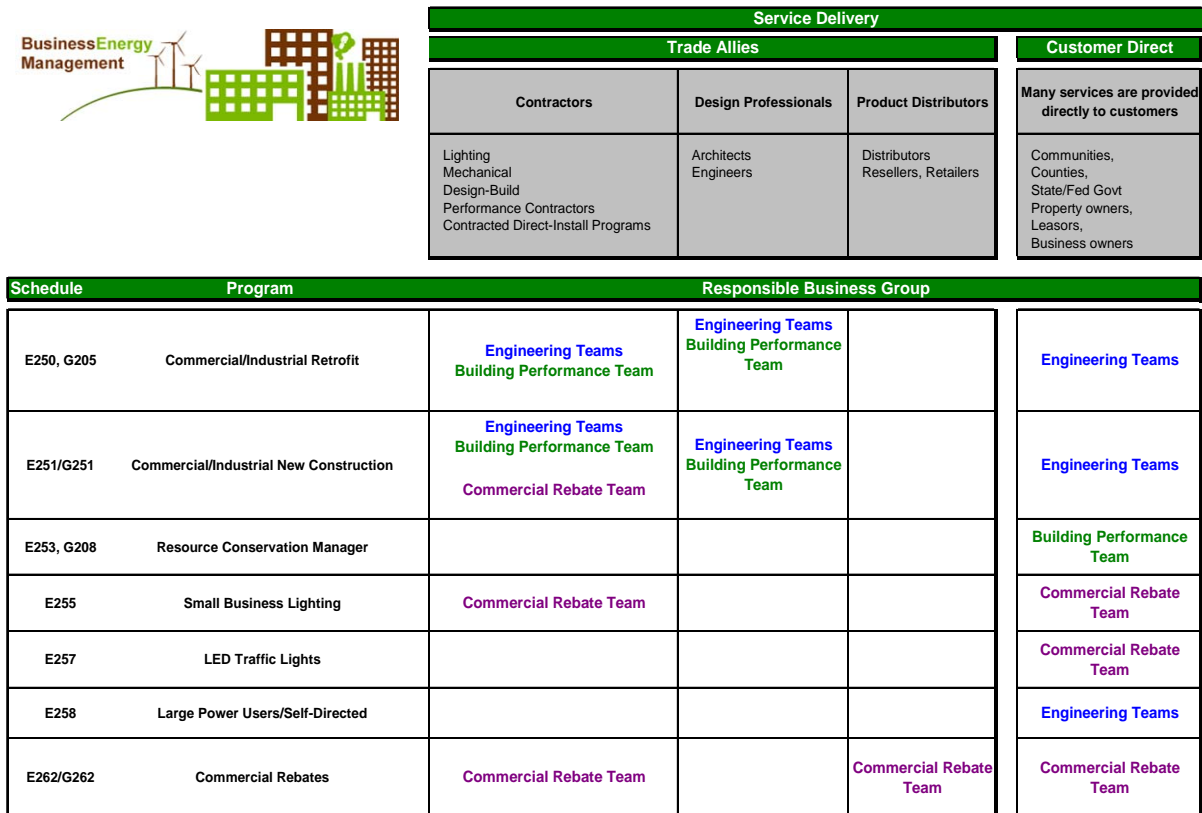 BusinessEnergy
Management
Service Delivery
Trade Allies
Customer Direct
Contractors
Design Professionals
Product Distributors
Many services are provided
directly to customers
Lighting
Mechanical
Design-Build
Performance Contractors
Contracted Direct-Install Programs
Architects
Engineers
Distributors
Resellers, Retailers
Communities,
Counties,
State/Fed Govt
Property owners,
Leasors,
Business owners
Schedule
Program
Responsible Business Group
E250, G205
Commercial/Industrial Retrofit
Engineering Teams
Building Performance Team
Engineering Teams
Building Performance
Team
Engineering Teams
E251/G251
Commercial/Industrial New Construction
Engineering Teams
Building Performance Team
Commercial Rebate Team
Engineering Teams
Building Performance
Team
Engineering Teams
E253, G208
Resource Conservation Manager
Building Performance
Team
E255
Small Business Lighting
Commercial Rebate Team
Commercial Rebate
Team
E257
LED Traffic Lights
Commercial Rebate
Team
E258
Large Power Users/Self-Directed
Engineering Teams
E262/G262
Commercial Rebates
Commercial Rebate Team
Commercial Rebate
Team
Commercial Rebate
Team